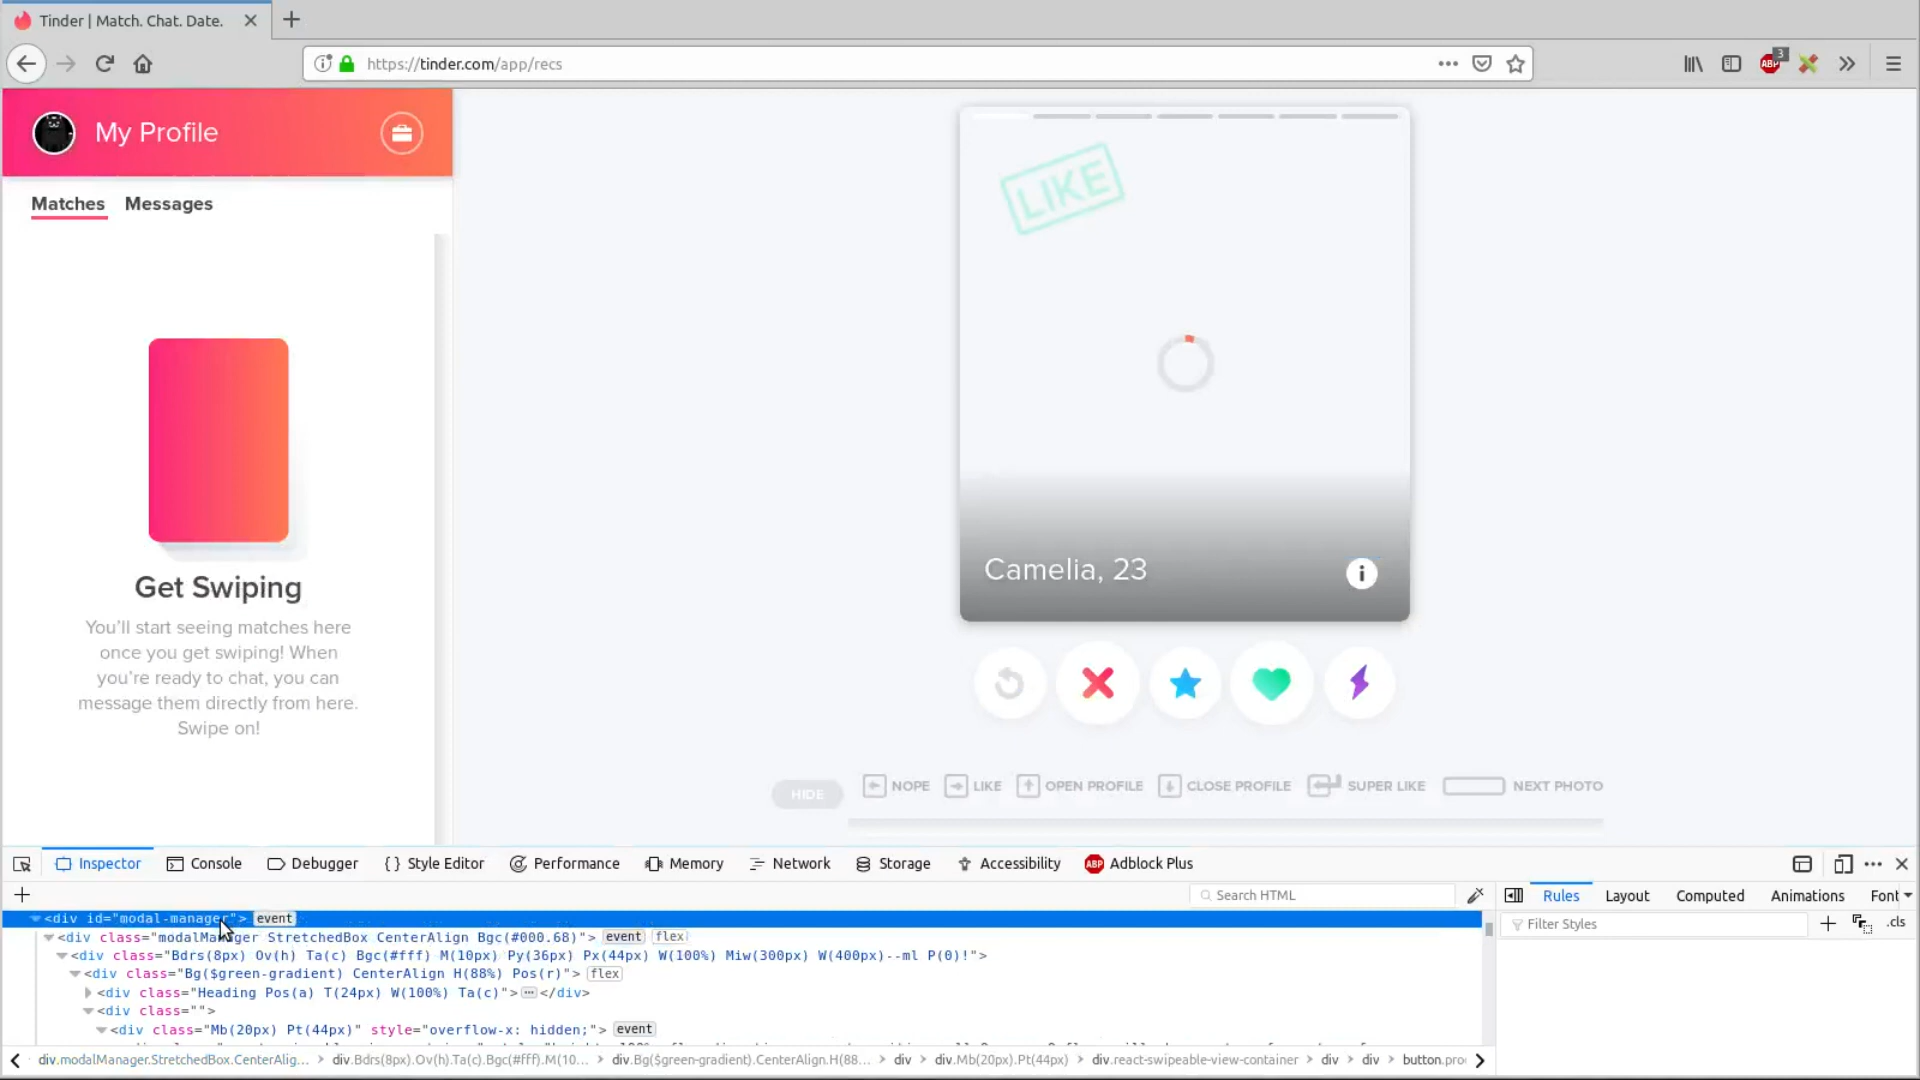 Tinder | Match. Chat. Date.
https://tinder.com/app/recs
ABP
3
My Profile
Matches Messages
Get Swiping
You'll start seeing matches here
once you get swiping! When
you're ready to chat, you can
message them directly from here.
Swipe on!
LIKE
Camelia, 23
HIDE NOPE LIKE OPEN PROFILE CLOSE PROFILE SUPER LIKE NEXT PHOTO
Inspector Console Debugger {} Style Editor Performance Memory Network Storage Accessibility ABP Adblock Plus
Search HTML
Rules Layout Computed Animations Font
Filter Styles
.cls
<div id="modal-manager"> event
<div class="modalManager StretchedBox CenterAlign Bgc(#000.68)"> event flex
<div class="Bdrs(8px) Ov(h) Ta(c) Bgc(#fff) M(10px) Py(36px) Px(44px) W(100%) Miw(300px) W(400px)--ml P(0)!">
<div class="Bg($green-gradient) CenterAlign H(88%) Pos(r)"> flex
<div class="Heading Pos(a) T(24px) W(100%) Ta(c)"> … </div>
<div class="">
<div class="Mb(20px) Pt(44px)" style="overflow-x: hidden;"> event
div.modalManager.StretchedBox.CenterAlig... div.Bdrs(8px).Ov(h).Ta(c).Bgc(#fff).M(10... div.Bg($green-gradient).CenterAlign.H(88... div div.Mb(20px).Pt(44px) div.react-swipeable-view-container div div button.pro